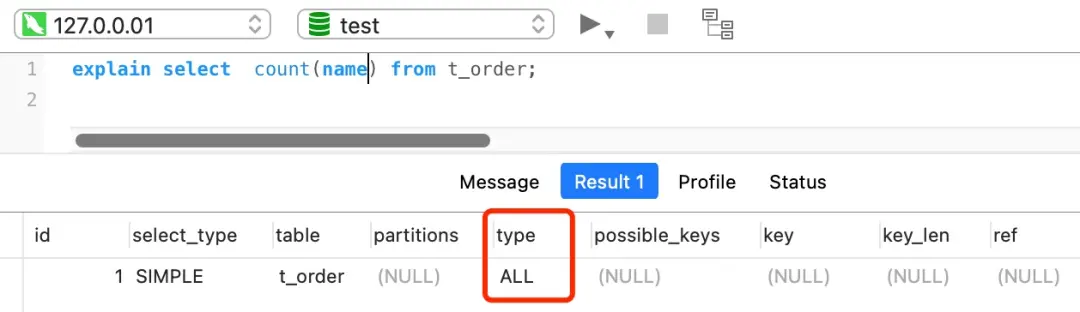 127.0.0.01 test
1 explain select  count(name) from t_order;
2
Message Result 1 Profile Status
id select_type table partitions type possible_keys key key_len ref
1 SIMPLE t_order (NULL) ALL (NULL) (NULL) (NULL) (NULL)